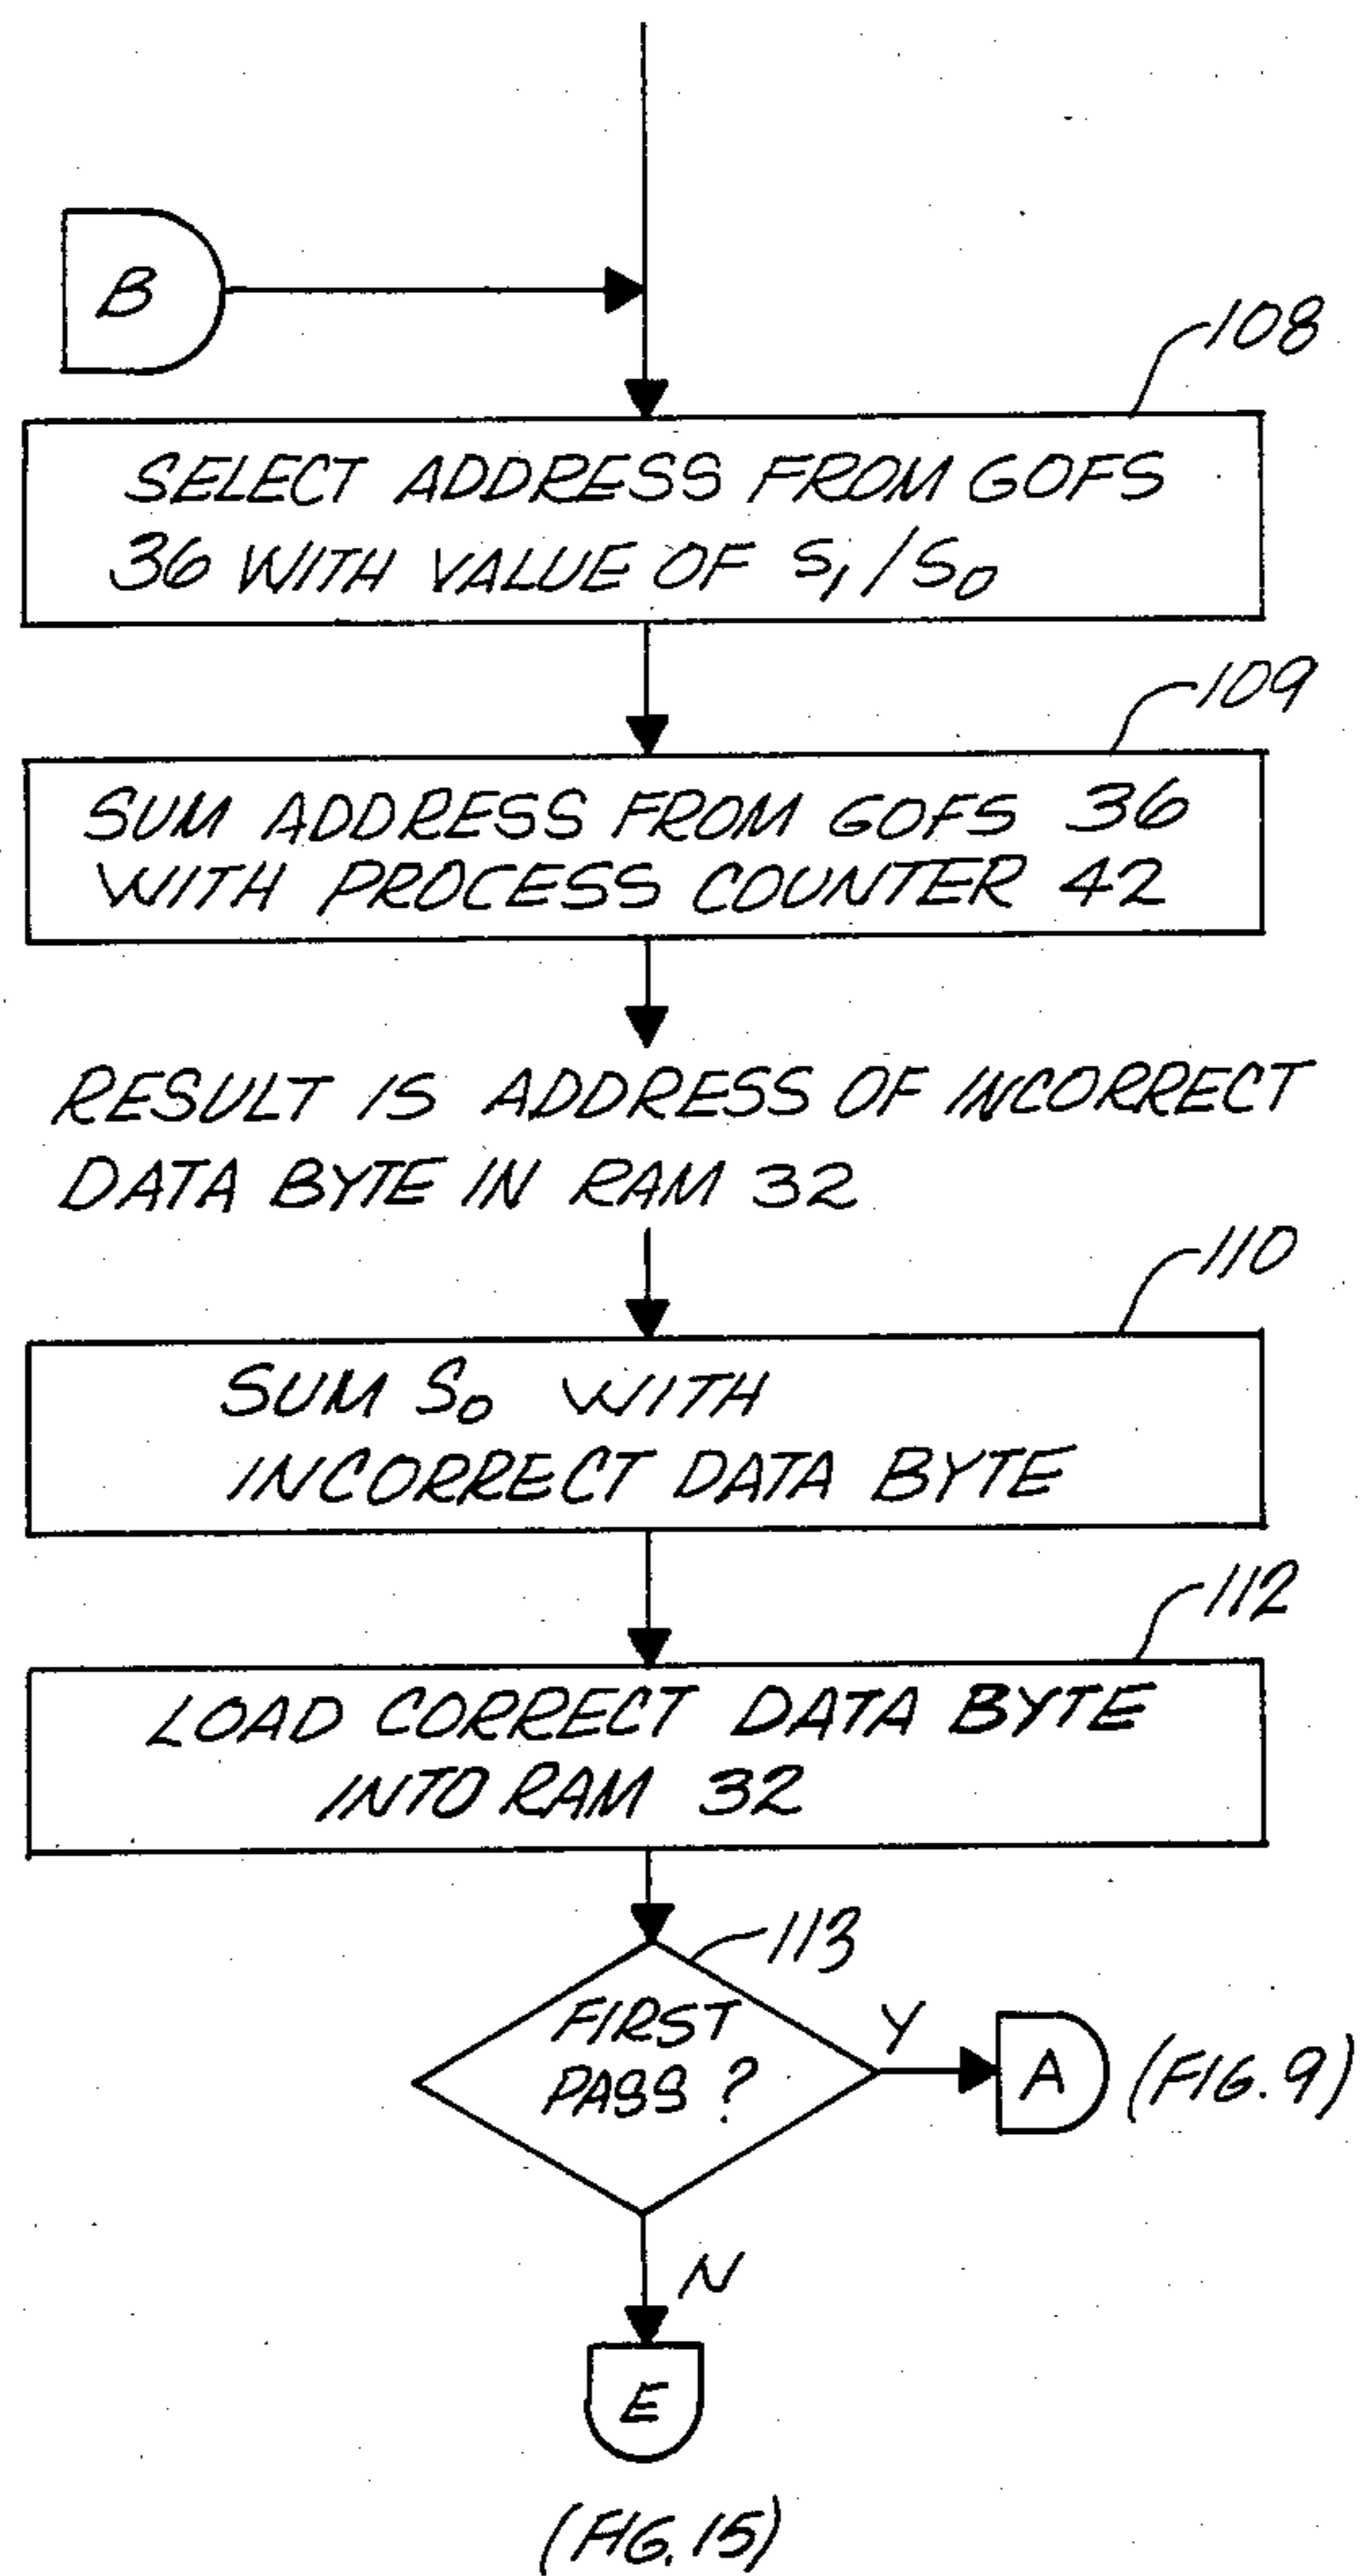 B
108
SELECT ADDRESS FROM GOFS
36 WITH VALUE OF S₁/S₀
109
SUM ADDRESS FROM GOFS 36
WITH PROCESS COUNTER 42
RESULT IS ADDRESS OF INCORRECT
DATA BYTE IN RAM 32
110
SUM S₀ WITH
INCORRECT DATA BYTE
112
LOAD CORRECT DATA BYTE
INTO RAM 32
113
FIRST
PASS ?
Y
A
(FIG. 9)
N
E
(FIG. 15)